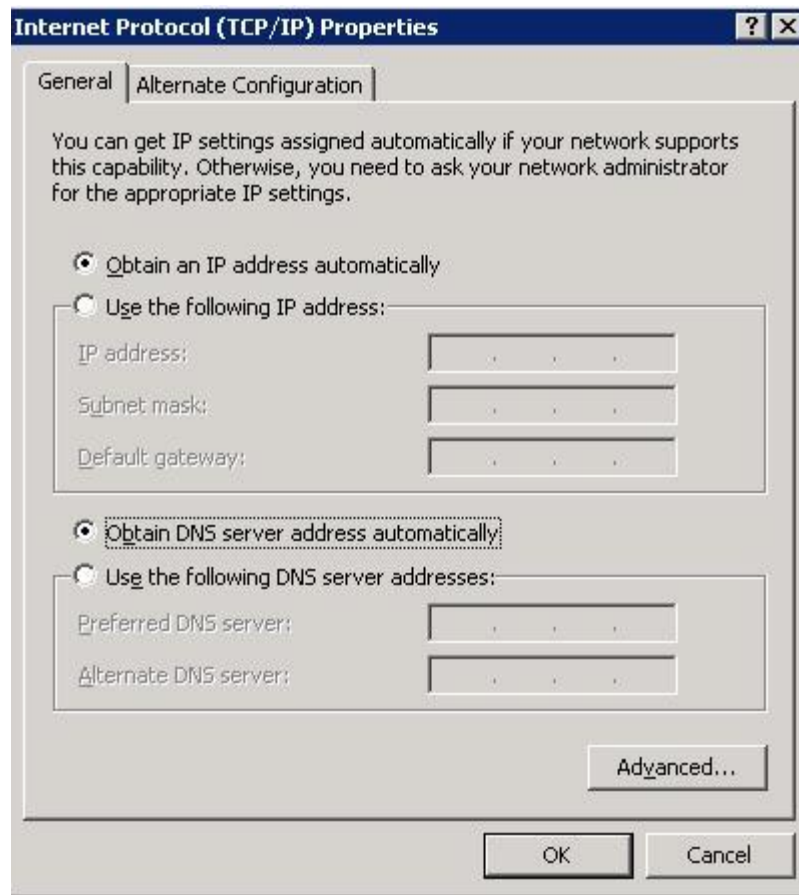 Internet Protocol (TCP/IP) Properties
General
Alternate Configuration
You can get IP settings assigned automatically if your network supports
this capability. Otherwise, you need to ask your network administrator
for the appropriate IP settings.
Obtain an IP address automatically
Use the following IP address:
IP address:
Subnet mask:
Default gateway:
Obtain DNS server address automatically
Use the following DNS server addresses:
Preferred DNS server:
Alternate DNS server:
Advanced...
OK
Cancel